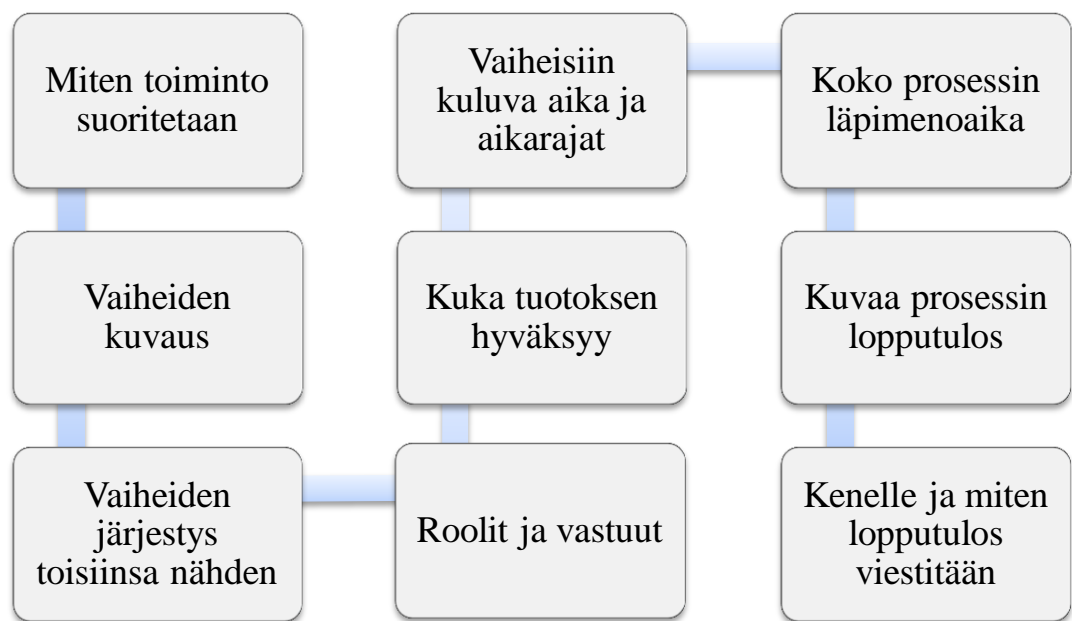 Miten toiminto
suoritetaan
Vaiheiden
kuvaus
Vaiheiden
järjestys
toisiinsa nähden
Roolit ja vastuut
Kuka tuotoksen
hyväksyy
Vaiheisiin
kuluva aika ja
aikarajat
Koko prosessin
läpimenoaika
Kuvaa prosessin
lopputulos
Kenelle ja miten
lopputulos
viestitään